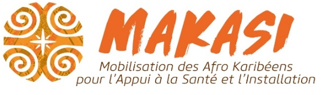 MAKASI
Mobilisation des Afro Karibéens
pour l'Appui à la Santé et l'Installation